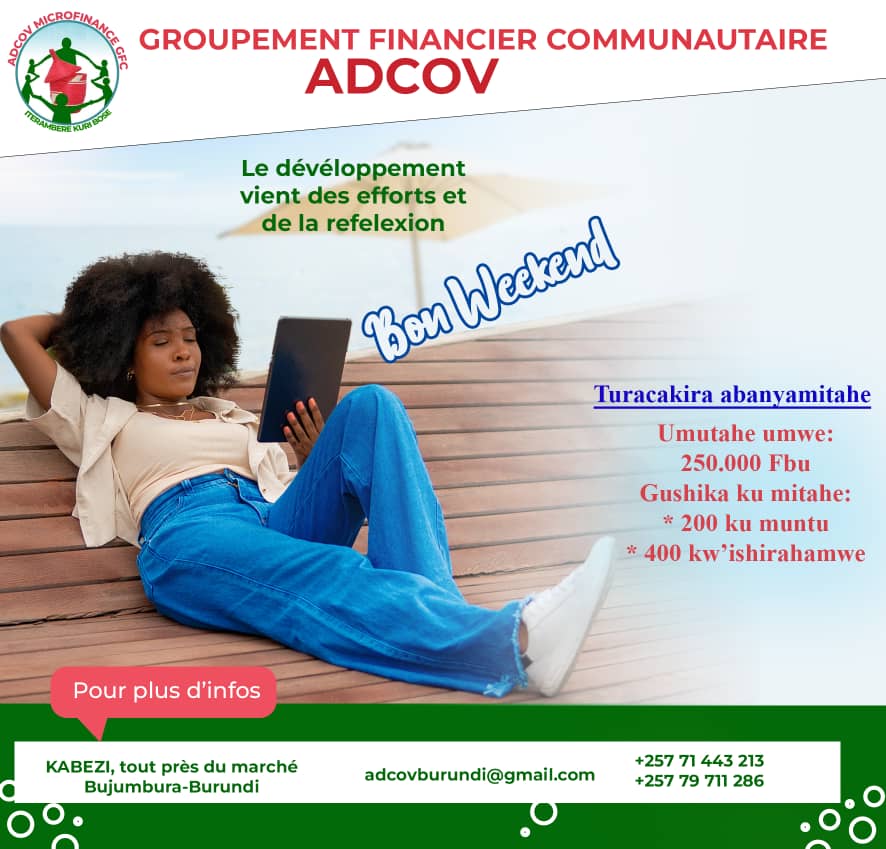 ADCOV MICROFINANCE GFC
ITERAMBERE KURI BOSE
GROUPEMENT FINANCIER COMMUNAUTAIRE
ADCOV
Le dévéloppement
vient des efforts et
de la refelexion
Bon Weekend
Turacakira abanyamitahe
Umutahe umwe:
250.000 Fbu
Gushika ku mitahe:
* 200 ku muntu
* 400 kw’ishirahamwe
Pour plus d’infos
KABEZI, tout près du marché
Bujumbura-Burundi
adcovburundi@gmail.com
+257 71 443 213
+257 79 711 286